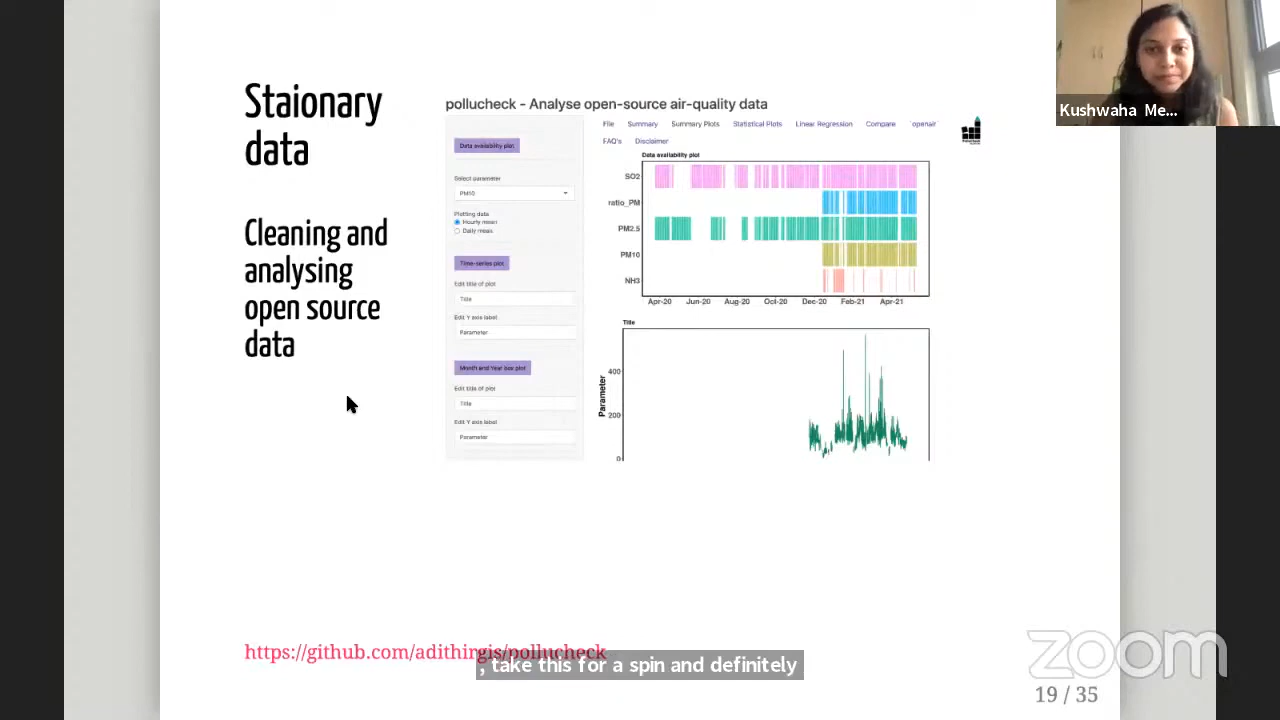 Staionary
data
Cleaning and
analysing
open source
data
pollucheck - Analyse open-source air-quality data
File Summary Summary Plots Statistical Plots Linear Regression Compare `openair`
FAQ's Disclaimer
Data availability plot
Select parameter
PM10
Plotting data
Hourly mean
Daily mean
Time-series plot
Edit title of plot
Title
Edit Y axis label
Parameter
Month and Year box plot
Edit title of plot
Title
Edit Y axis label
Parameter
Data availability plot
SO2
ratio_PM
PM2.5
PM10
NH3
Apr-20 Jun-20 Aug-20 Oct-20 Dec-20 Feb-21 Apr-21
Title
Parameter
400
200
0
Kushwaha Me...
https://github.com/adithirgis/pollucheck
, take this for a spin and definitely
zoom
19 / 35